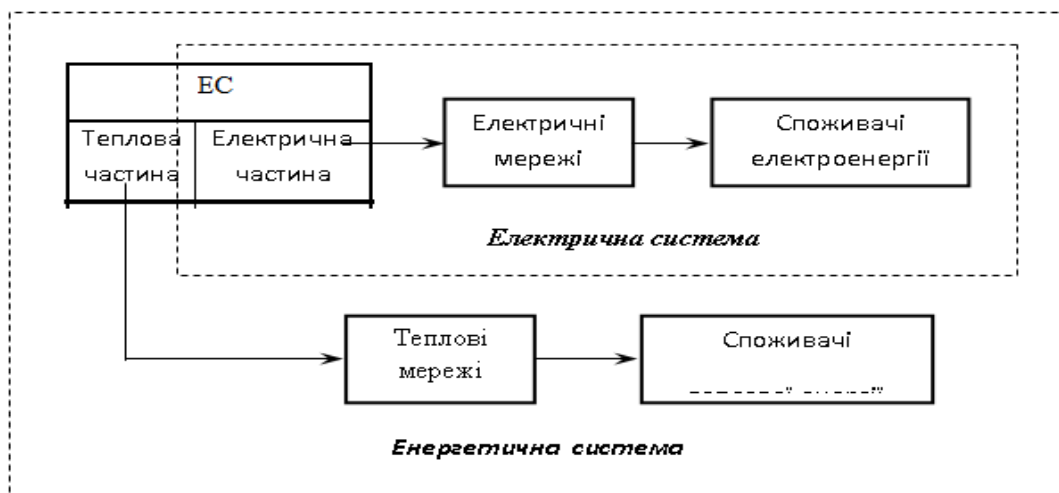 ЕС
Теплова
частина
Електрична
частина
Електричні
мережі
Споживачі
електроенергії
Електрична система
Теплові
мережі
Споживачі
Енергетична система